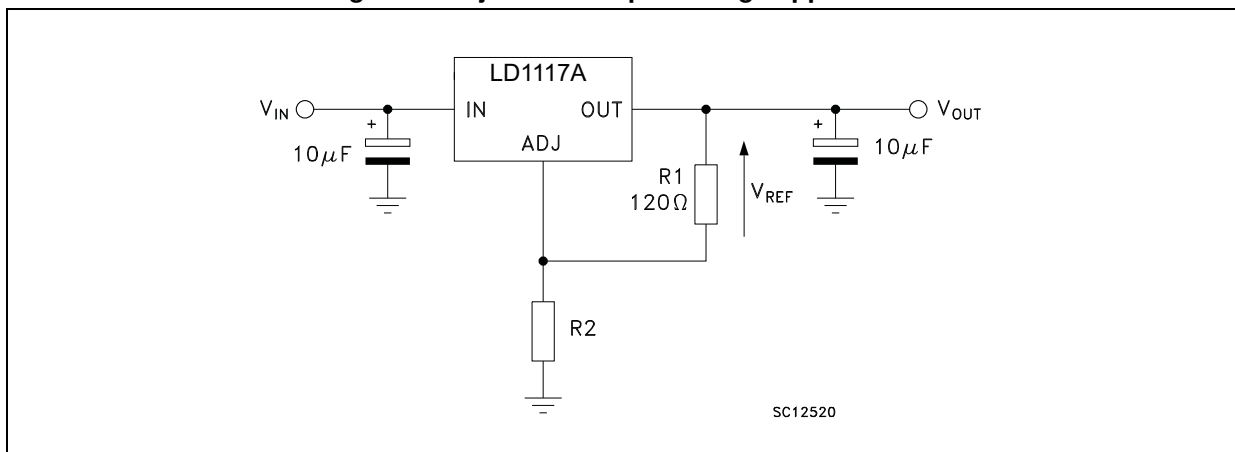 LD1117A
V_IN
IN
OUT
V_OUT
+
10μF
ADJ
R1
120Ω
V_REF
+
10μF
R2
SC12520